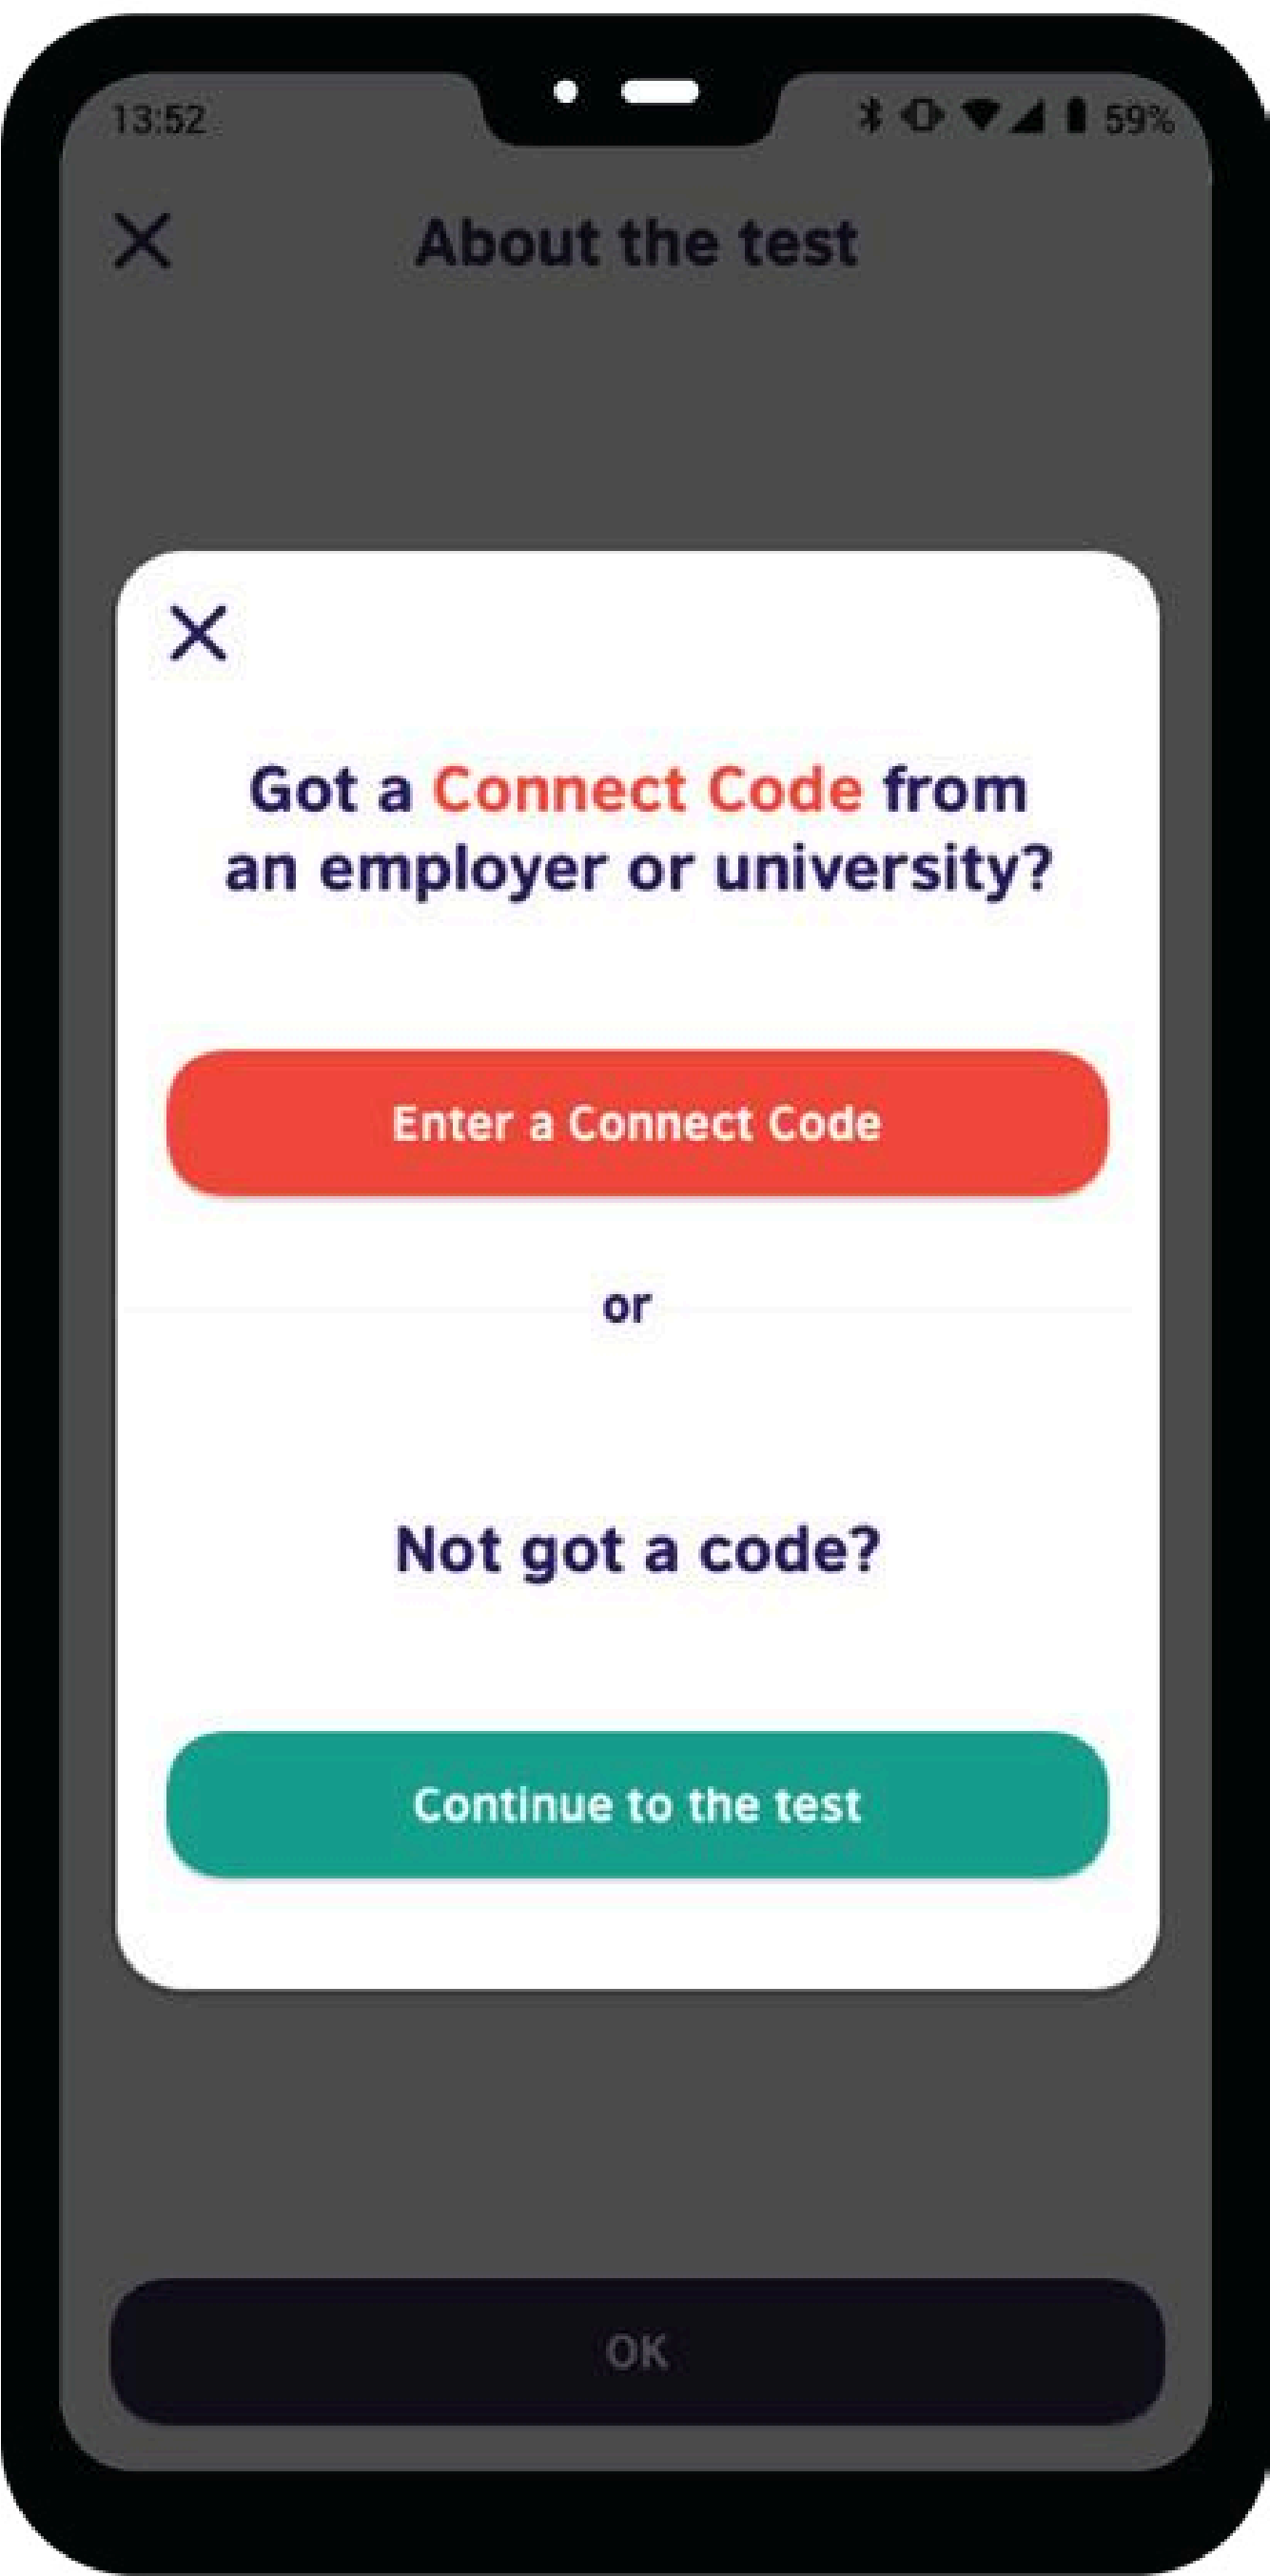 13:52
59%
About the test
Got a Connect Code from
an employer or university?
Enter a Connect Code
or
Not got a code?
Continue to the test
OK